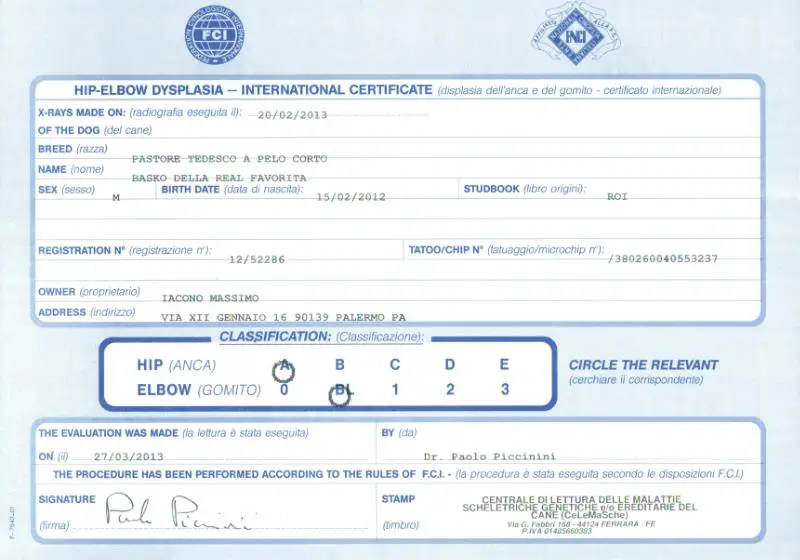 FCI
ENCI
HIP-ELBOW DYSPLASIA – INTERNATIONAL CERTIFICATE (displasia dell'anca e del gomito - certificato internazionale)
X-RAYS MADE ON: (radiografia eseguita il): 20/02/2013
OF THE DOG (del cane)
BREED (razza) PASTORE TEDESCO A PELO CORTO
NAME (nome) BASKO DELLA REAL FAVORITA
SEX (sesso) M BIRTH DATE (data di nascita): 15/02/2012 STUDBOOK (libro origini): ROI
REGISTRATION N° (registrazione n°): 12/52286 TATOO/CHIP N° (tatuaggio/microchip n°): /380260040553237
OWNER (proprietario) IACONO MASSIMO
ADDRESS (indirizzo) VIA XII GENNAIO 16 90139 PALERMO PA
CLASSIFICATION: (Classificazione):
HIP (ANCA) A B C D E
ELBOW (GOMITO) 0 BL 1 2 3
CIRCLE THE RELEVANT
(cerchiare il corrispondente)
THE EVALUATION WAS MADE (la lettura è stata eseguita) BY (da)
ON (il) 27/03/2013 Dr. Paolo Piccinini
THE PROCEDURE HAS BEEN PERFORMED ACCORDING TO THE RULES OF F.C.I. - (la procedura è stata eseguita secondo le disposizioni F.C.I.)
SIGNATURE
(firma)
STAMP
(timbro)
CENTRALE DI LETTURA DELLE MALATTIE
SCHELETRICHE GENETICHE e/o EREDITARIE DEL
CANE (CeLeMaSche)
Via G. Fabbri 168 - 44124 FERRARA - FE
P.IVA 01405660383